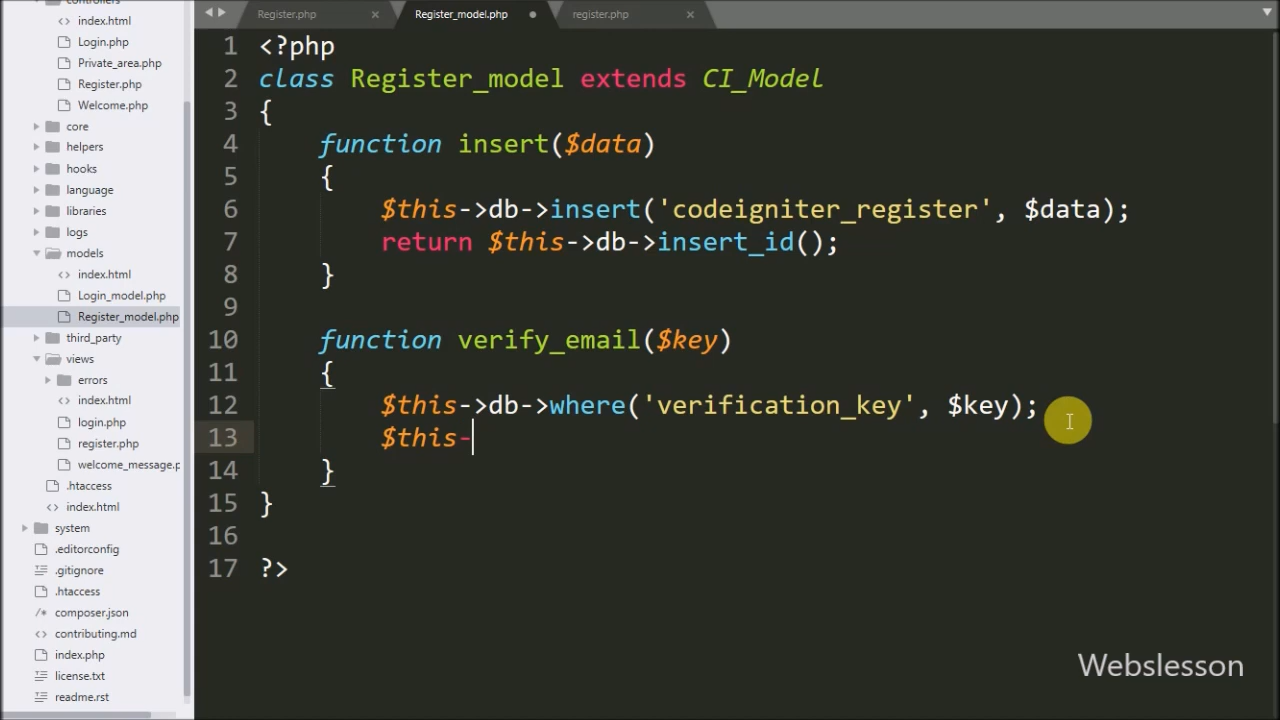 controllers
index.html
Login.php
Private_area.php
Register.php
Welcome.php
core
helpers
hooks
language
libraries
logs
models
index.html
Login_model.php
Register_model.php
third_party
views
errors
index.html
login.php
register.php
welcome_message.p
.htaccess
index.html
system
.editorconfig
.gitignore
.htaccess
composer.json
contributing.md
index.php
license.txt
readme.rst
Register.php Register_model.php register.php
1 <?php
2 class Register_model extends CI_Model
3 {
4 function insert($data)
5 {
6 $this->db->insert('codeigniter_register', $data);
7 return $this->db->insert_id();
8 }
9
10 function verify_email($key)
11 {
12 $this->db->where('verification_key', $key);
13 $this-
14 }
15 }
16
17 ?>
Webslesson